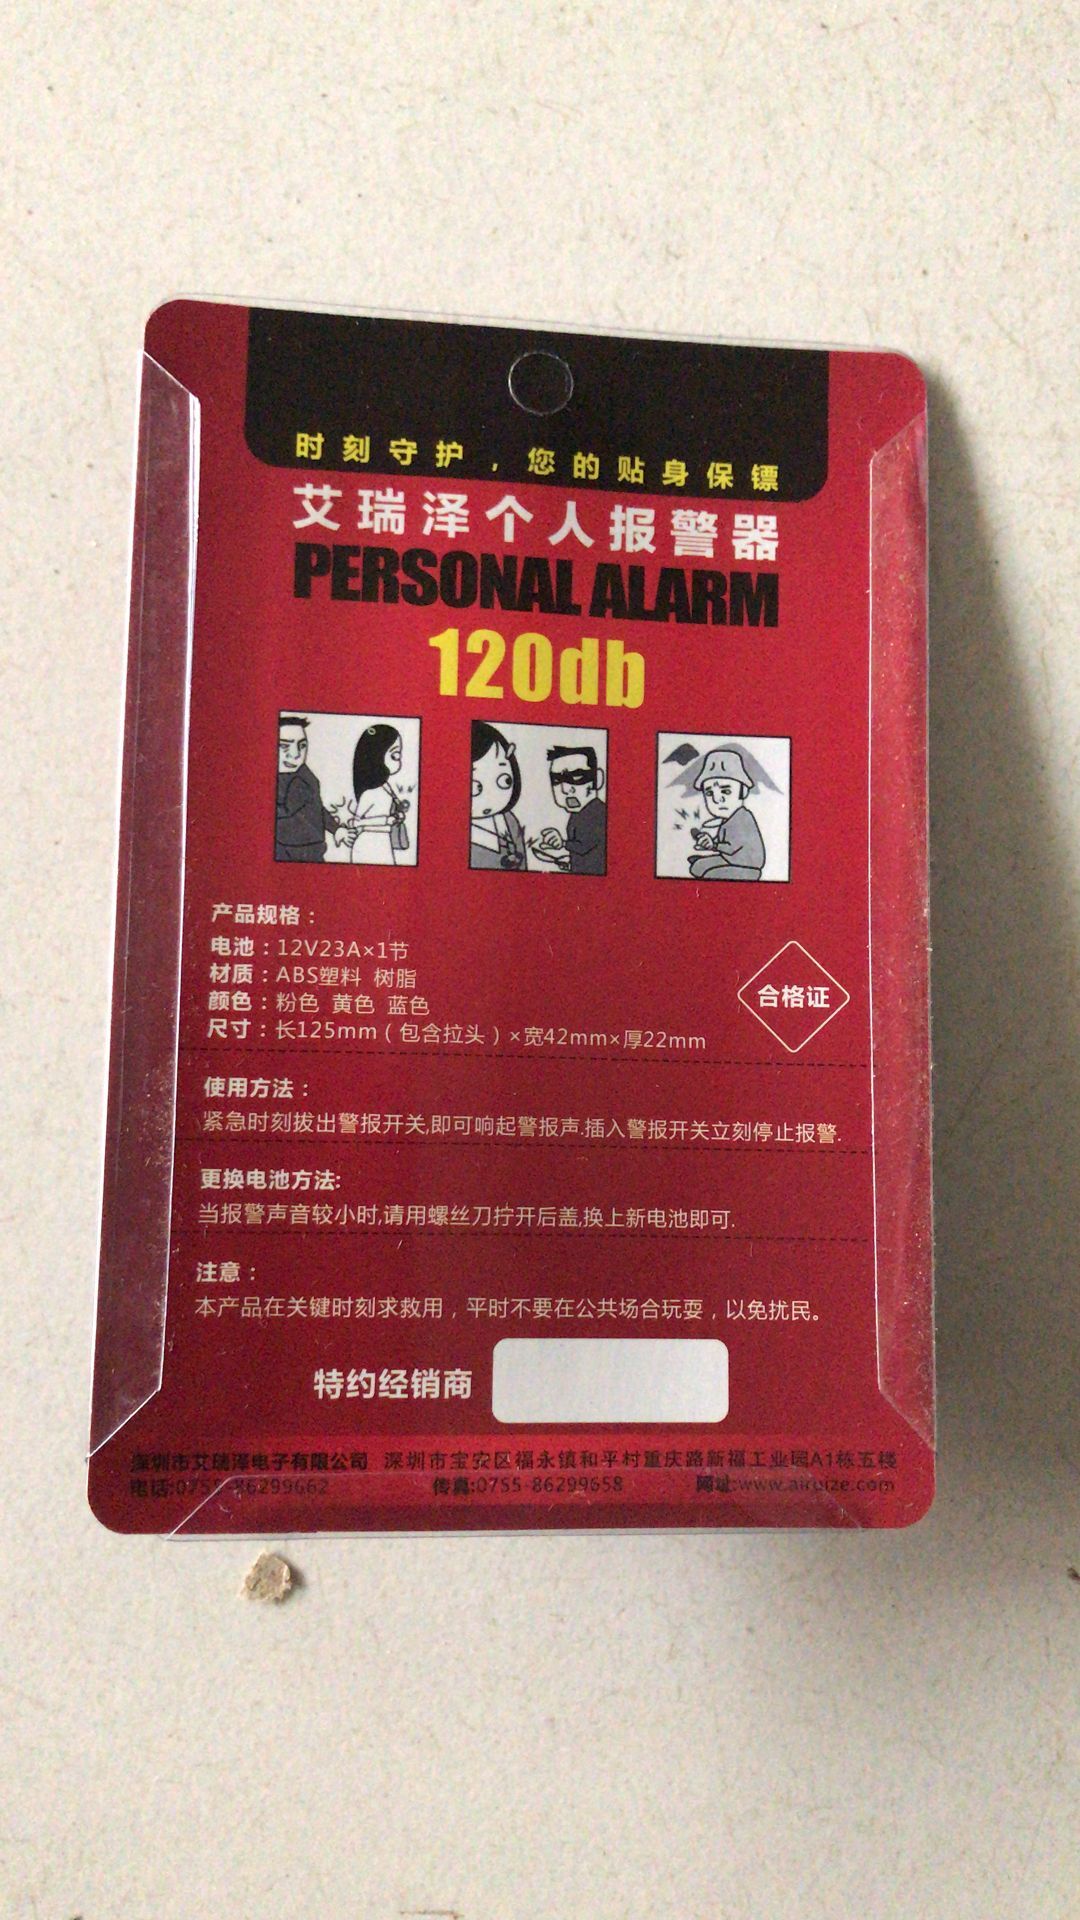 时刻守护，您的贴身保镖
艾瑞泽个人报警器
PERSONAL ALARM
120db
产品规格：
电池：12V23A×1节
材质：ABS塑料 树脂
颜色：粉色 黄色 蓝色
尺寸：长125mm（包含拉头）×宽42mm×厚22mm
合格证
使用方法：
紧急时刻拔出警报开关,即可响起警报声.插入警报开关立刻停止报警.
更换电池方法:
当报警声音较小时,请用螺丝刀拧开后盖,换上新电池即可.
注意：
本产品在关键时刻求救用，平时不要在公共场合玩耍，以免扰民。
特约经销商
深圳市艾瑞泽电子有限公司 深圳市宝安区福永镇和平村重庆路新福工业园A1栋五楼
电话:0755-86299662 传真:0755-86299658 网址:www.airuize.com